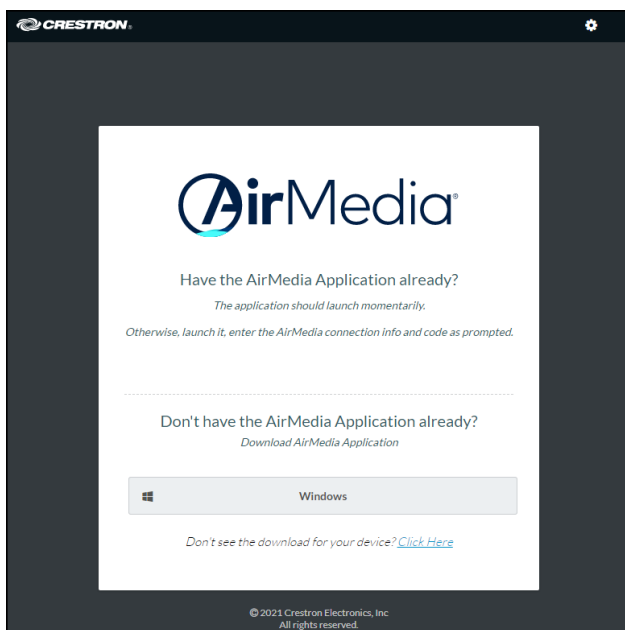 CRESTRON®
AirMedia®
Have the AirMedia Application already?
The application should launch momentarily.
Otherwise, launch it, enter the AirMedia connection info and code as prompted.
Don't have the AirMedia Application already?
Download AirMedia Application
Windows
Don't see the download for your device? Click Here
© 2021 Crestron Electronics, Inc
All rights reserved.